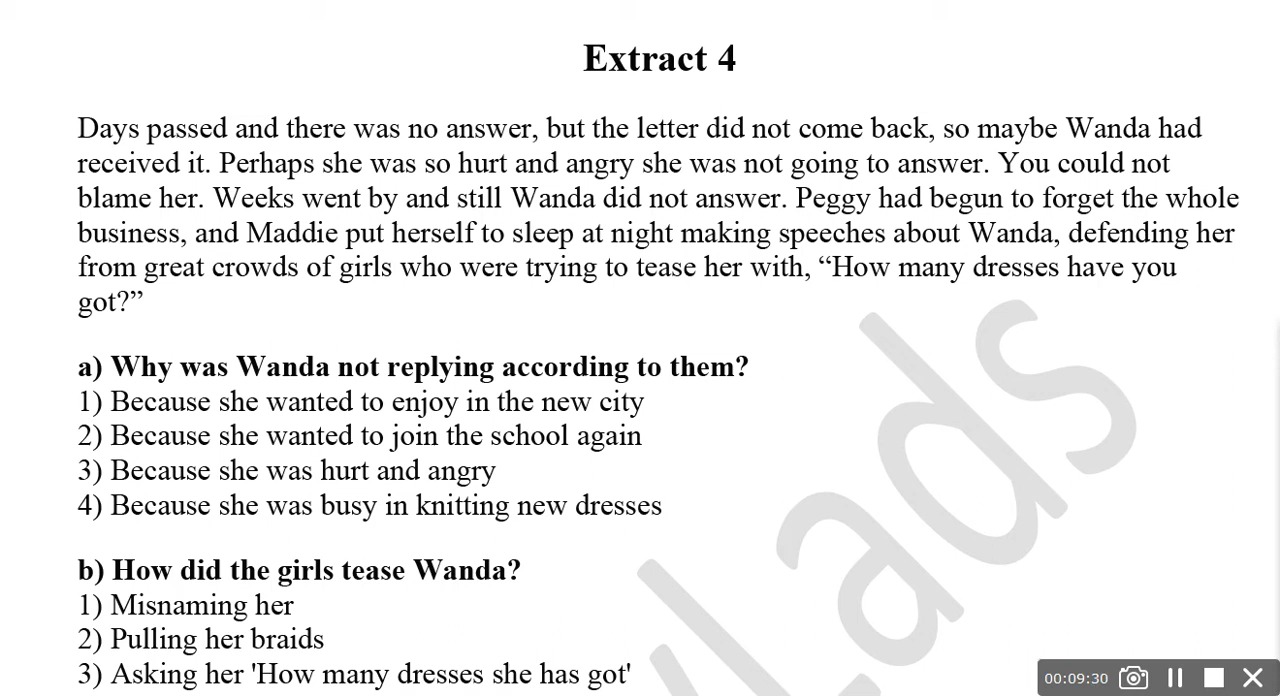 Extract 4
Days passed and there was no answer, but the letter did not come back, so maybe Wanda had
received it. Perhaps she was so hurt and angry she was not going to answer. You could not
blame her. Weeks went by and still Wanda did not answer. Peggy had begun to forget the whole
business, and Maddie put herself to sleep at night making speeches about Wanda, defending her
from great crowds of girls who were trying to tease her with, “How many dresses have you
got?”
a) Why was Wanda not replying according to them?
1) Because she wanted to enjoy in the new city
2) Because she wanted to join the school again
3) Because she was hurt and angry
4) Because she was busy in knitting new dresses
b) How did the girls tease Wanda?
1) Misnaming her
2) Pulling her braids
3) Asking her 'How many dresses she has got'
00:09:30